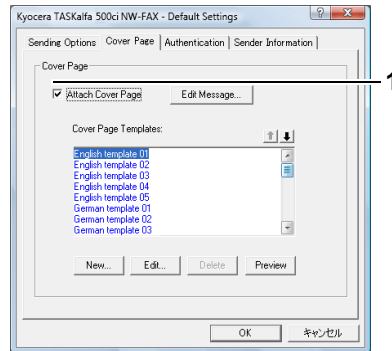 Kyocera TASKalfa 500ci NW-FAX - Default Settings
Sending Options Cover Page Authentication Sender Information
Cover Page
Attach Cover Page Edit Message...
1
Cover Page Templates:
English template 01
English template 02
English template 03
English template 04
English template 05
German template 01
German template 02
German template 03
New... Edit... Delete Preview
OK キャンセル